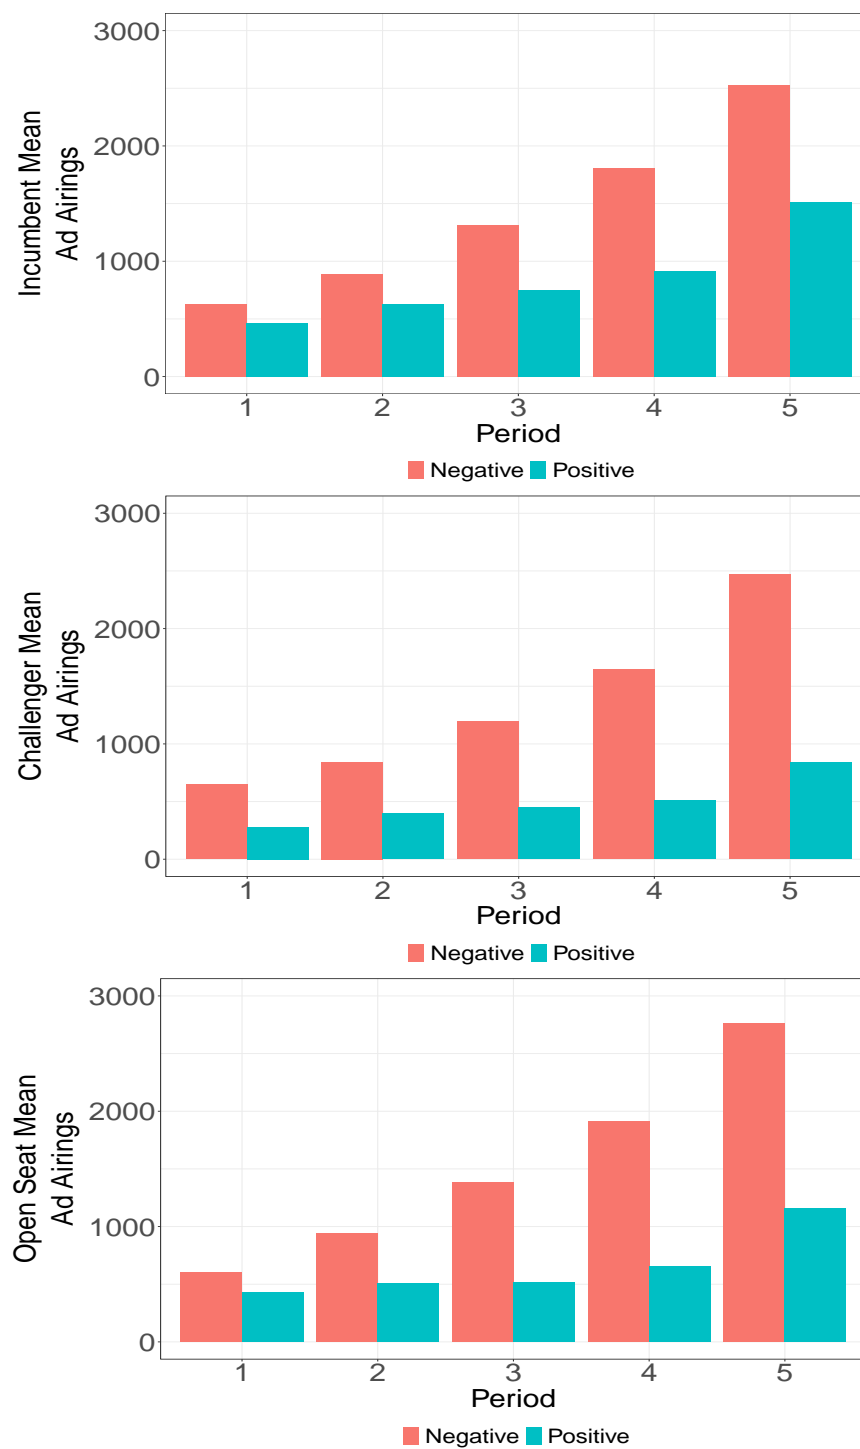 Incumbent Mean
Ad Airings
3000
2000
1000
0
1 2 3 4 5
Period
Negative Positive
Challenger Mean
Ad Airings
3000
2000
1000
0
1 2 3 4 5
Period
Negative Positive
Open Seat Mean
Ad Airings
3000
2000
1000
0
1 2 3 4 5
Period
Negative Positive